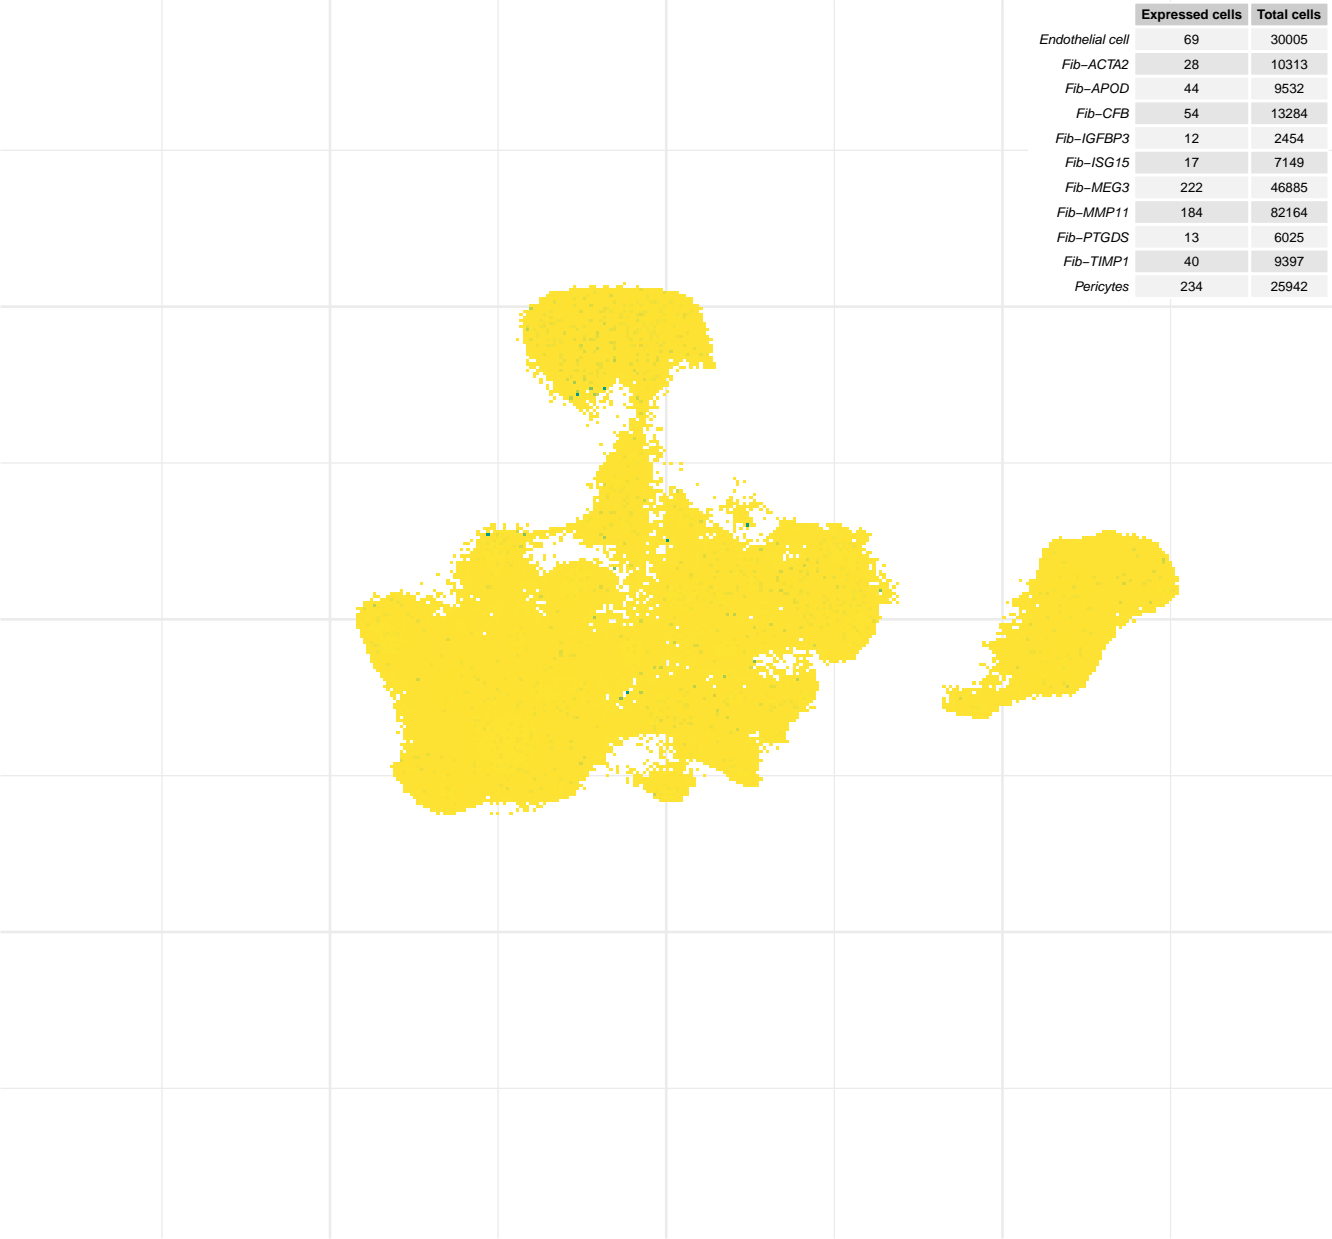 Expressed cells Total cells
Endothelial cell 69 30005
Fib−ACTA2 28 10313
Fib−APOD 44 9532
Fib−CFB 54 13284
Fib−IGFBP3 12 2454
Fib−ISG15 17 7149
Fib−MEG3 222 46885
Fib−MMP11 184 82164
Fib−PTGDS 13 6025
Fib−TIMP1 40 9397
Pericytes 234 25942